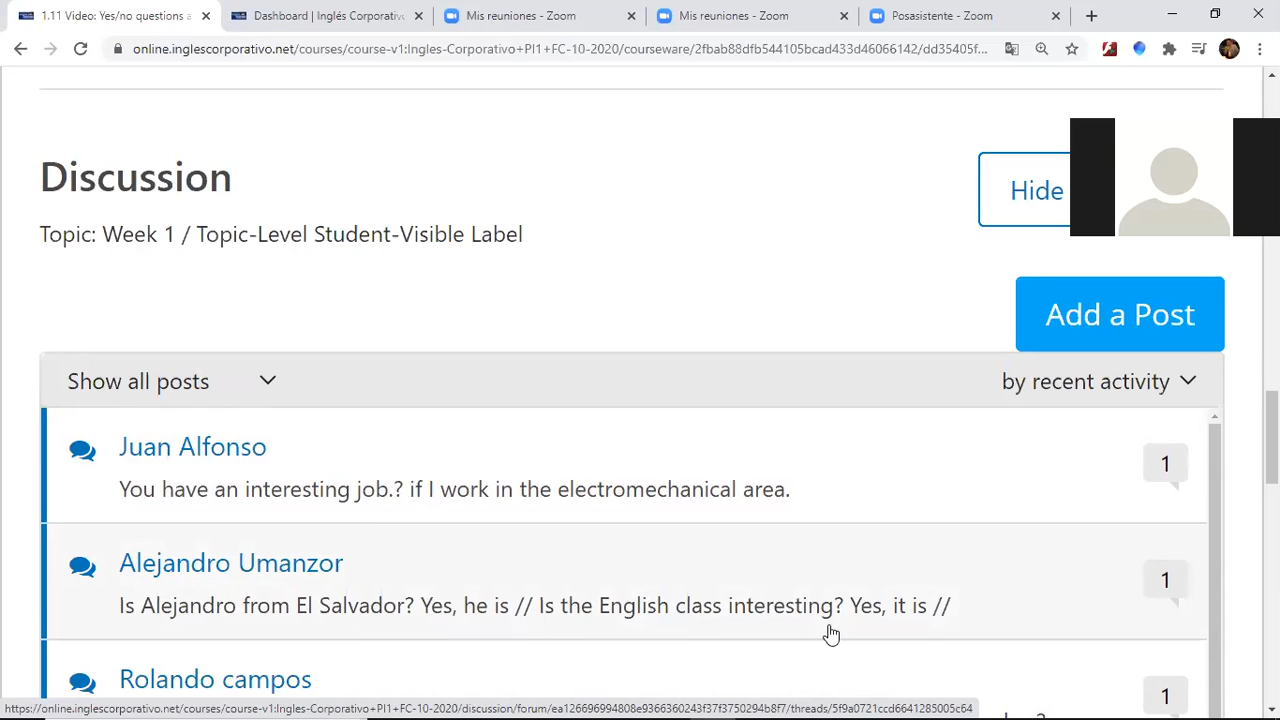 1.11 Video: Yes/no questions a
Dashboard | Inglés Corporativo
Mis reuniones - Zoom
Mis reuniones - Zoom
Posasistente - Zoom
online.inglescorporativo.net/courses/course-v1:Ingles-Corporativo+PI1+FC-10-2020/courseware/2fbab88dfb544105bcad433d46066142/dd35405f...
Discussion
Hide
Topic: Week 1 / Topic-Level Student-Visible Label
Add a Post
Show all posts
by recent activity
Juan Alfonso
1
You have an interesting job.? if I work in the electromechanical area.
Alejandro Umanzor
1
Is Alejandro from El Salvador? Yes, he is // Is the English class interesting? Yes, it is //
Rolando campos
1
https://online.inglescorporativo.net/courses/course-v1:Ingles-Corporativo+PI1+FC-10-2020/discussion/forum/ea126696994808e9366360243f37f3750294b8f7/threads/5f9a0721ccd6641285005c64